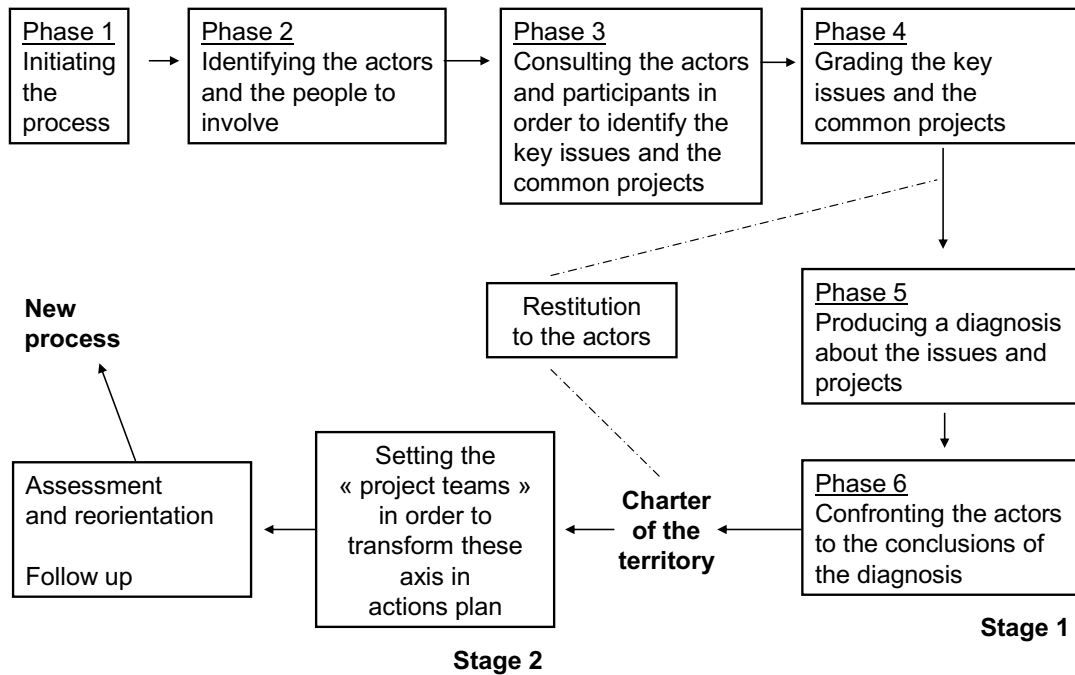 Phase 1
Initiating
the
process
Phase 2
Identifying the actors
and the people to
involve
Phase 3
Consulting the actors
and participants in
order to identify the
key issues and the
common projects
Phase 4
Grading the key
issues and the
common projects
Restitution
to the actors
Phase 5
Producing a diagnosis
about the issues and
projects
Phase 6
Confronting the actors
to the conclusions of
the diagnosis
Stage 1
Charter
of the
territory
Setting the
« project teams »
in order to
transform these
axis in
actions plan
Stage 2
Assessment
and reorientation
Follow up
New
process